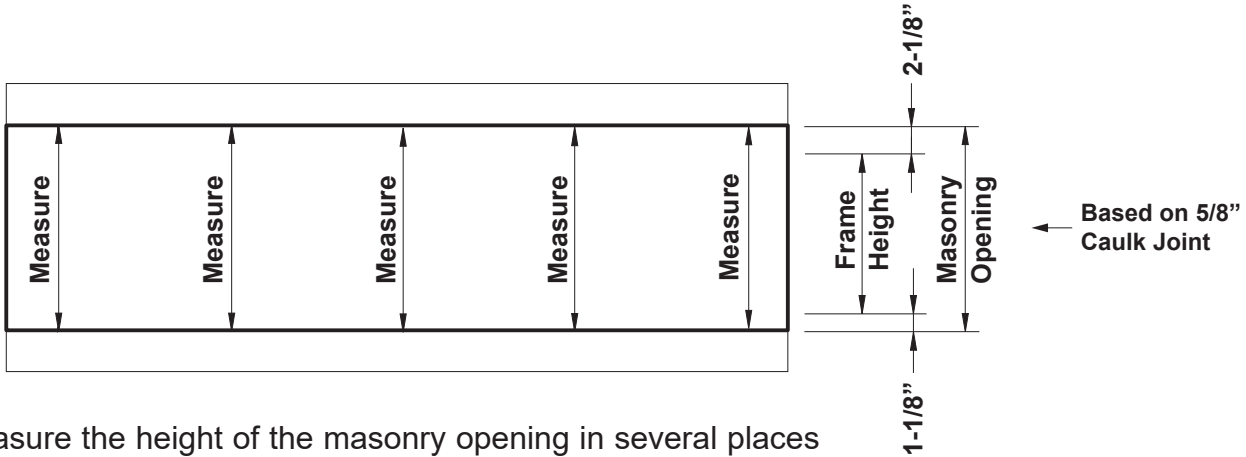 2-1/8”
Measure
Measure
Measure
Measure
Measure
Frame
Height
Masonry
Opening
Based on 5/8”
Caulk Joint
1-1/8”
the height of the masonry opening in several places